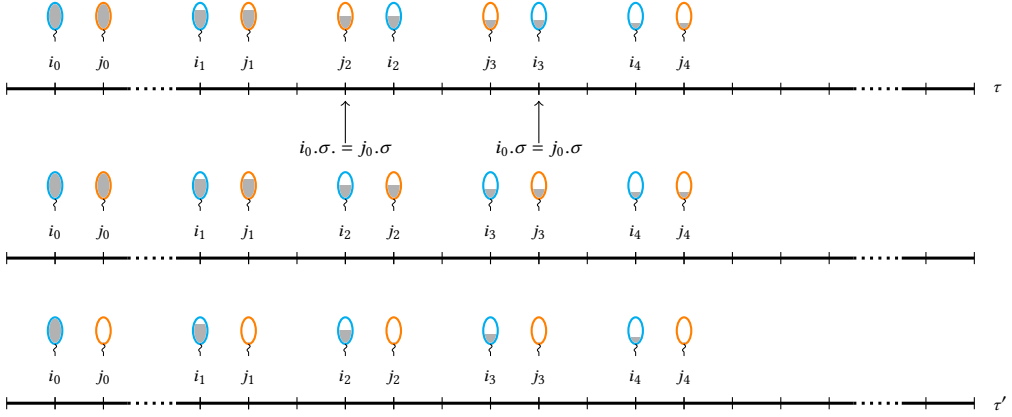 i₀ j₀ i₁ j₁ j₂ i₂ j₃ i₃ i₄ j₄
τ
i₀.σ. = j₀.σ i₀.σ = j₀.σ
i₀ j₀ i₁ j₁ i₂ j₂ i₃ j₃ i₄ j₄
i₀ j₀ i₁ j₁ i₂ j₂ i₃ j₃ i₄ j₄
τ′